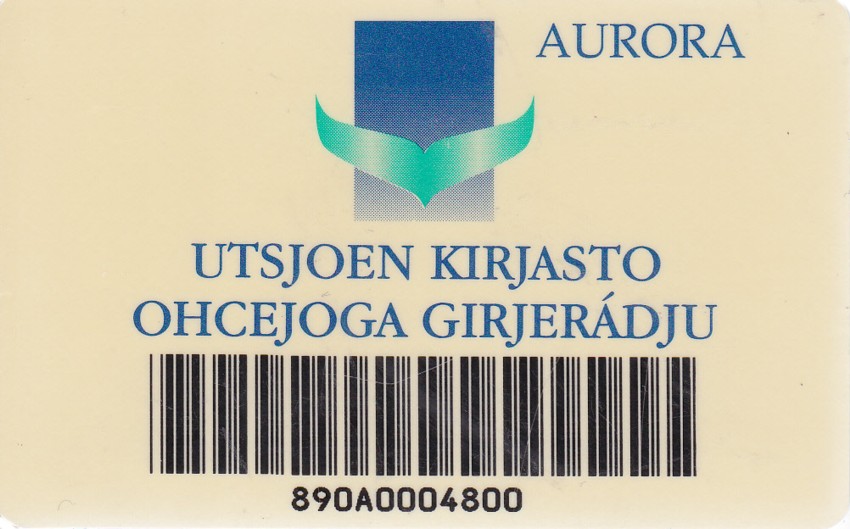 AURORA
UTSJOEN KIRJASTO
OHCEJOGA GIRJERÁDJU
890A0004800